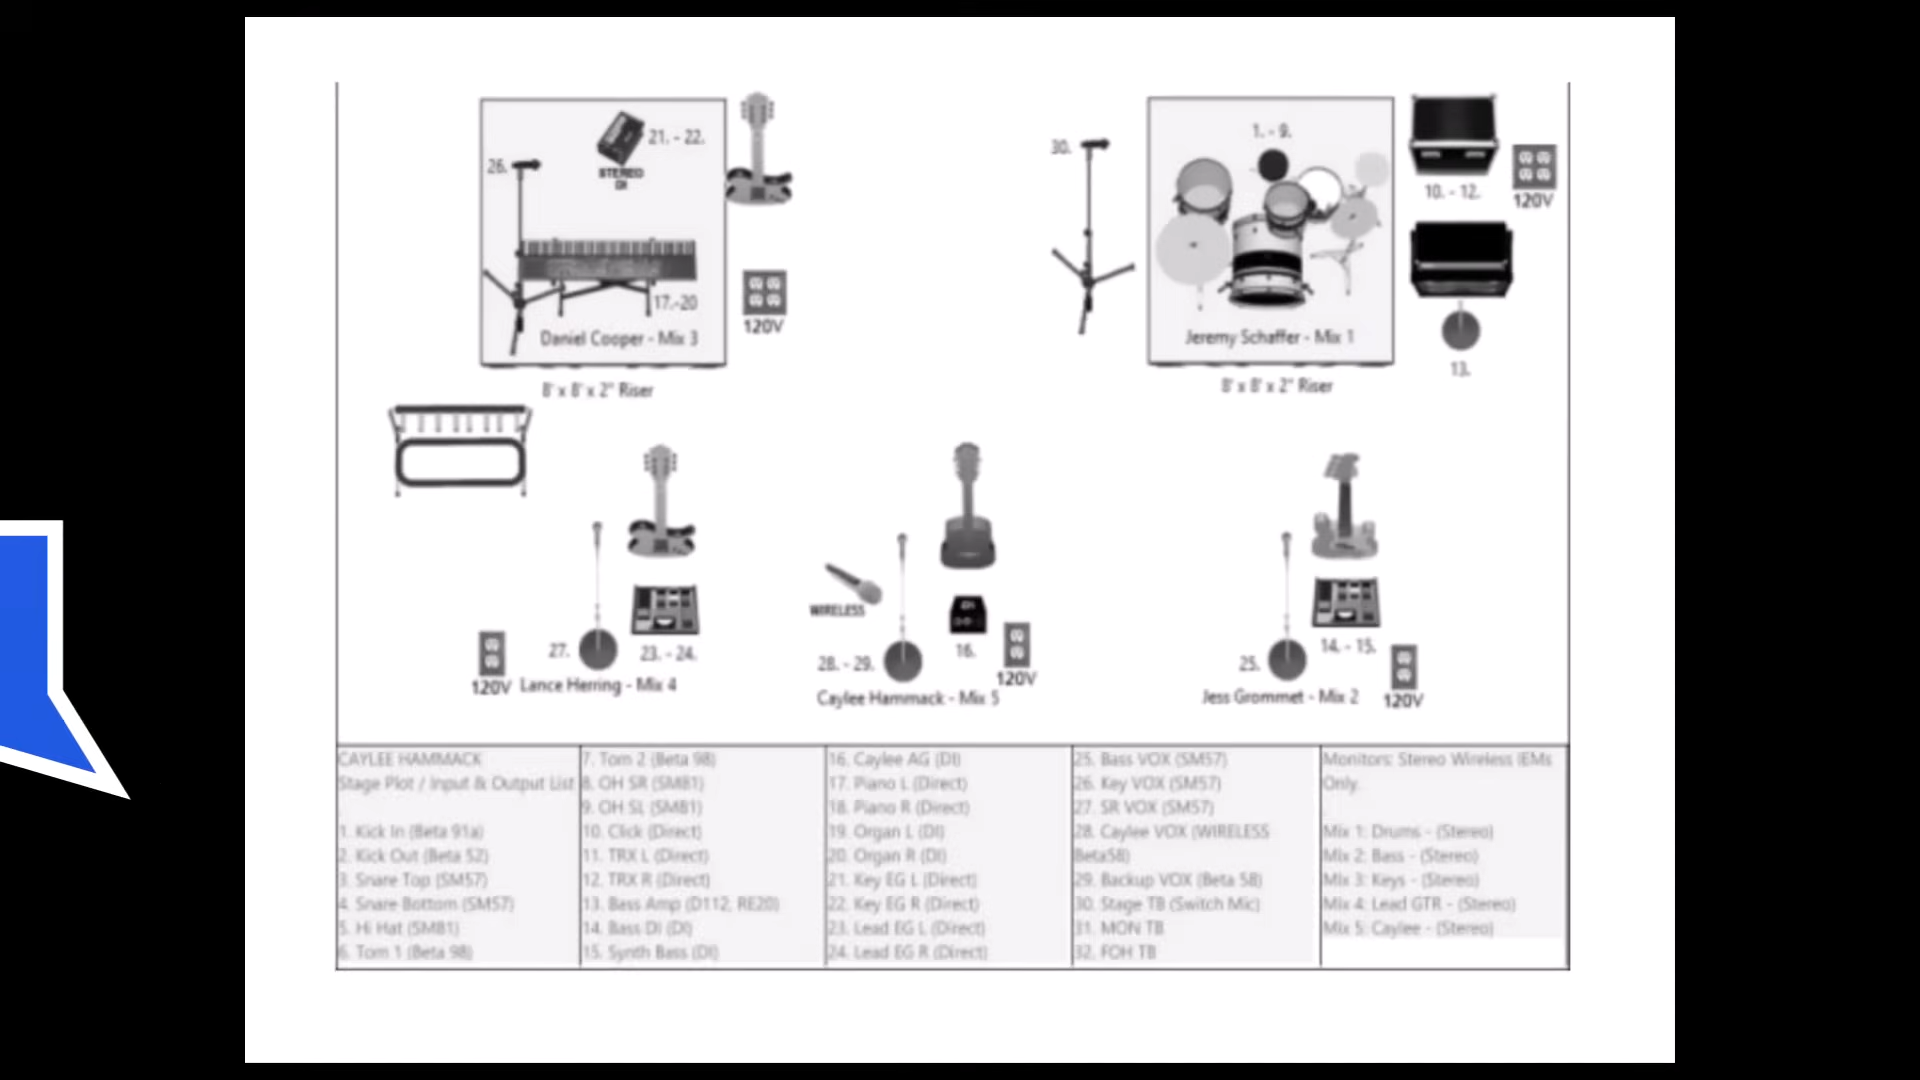 21. - 22.
26.
STEREO
DI
17.-20
Daniel Cooper - Mix 3
8' x 8' x 2" Riser
120V
30.
1. - 9.
Jeremy Schaffer - Mix 1
8' x 8' x 2" Riser
10. - 12.
120V
13.
27.
23. - 24.
120V
Lance Herring - Mix 4
WIRELESS
28. - 29.
16.
120V
Caylee Hammack - Mix 5
25.
14. - 15.
Jess Grommet - Mix 2
120V
CAYLEE HAMMACK
Stage Plot / Input & Output List
1. Kick In (Beta 91a)
2. Kick Out (Beta 52)
3. Snare Top (SM57)
4. Snare Bottom (SM57)
5. Hi Hat (SM81)
6. Tom 1 (Beta 98)
7. Tom 2 (Beta 98)
8. OH SR (SM81)
9. OH SL (SM81)
10. Click (Direct)
11. TRX L (Direct)
12. TRX R (Direct)
13. Bass Amp (D112, RE20)
14. Bass DI (DI)
15. Synth Bass (DI)
16. Caylee AG (DI)
17. Piano L (Direct)
18. Piano R (Direct)
19. Organ L (DI)
20. Organ R (DI)
21. Key EG L (Direct)
22. Key EG R (Direct)
23. Lead EG L (Direct)
24. Lead EG R (Direct)
25. Bass VOX (SM57)
26. Key VOX (SM57)
27. SR VOX (SM57)
28. Caylee VOX (WIRELESS
Beta58)
29. Backup VOX (Beta 58)
30. Stage TB (Switch Mic)
31. MON TB
32. FOH TB
Monitors: Stereo Wireless IEMs
Only.
Mix 1: Drums - (Stereo)
Mix 2: Bass - (Stereo)
Mix 3: Keys - (Stereo)
Mix 4: Lead GTR - (Stereo)
Mix 5: Caylee - (Stereo)